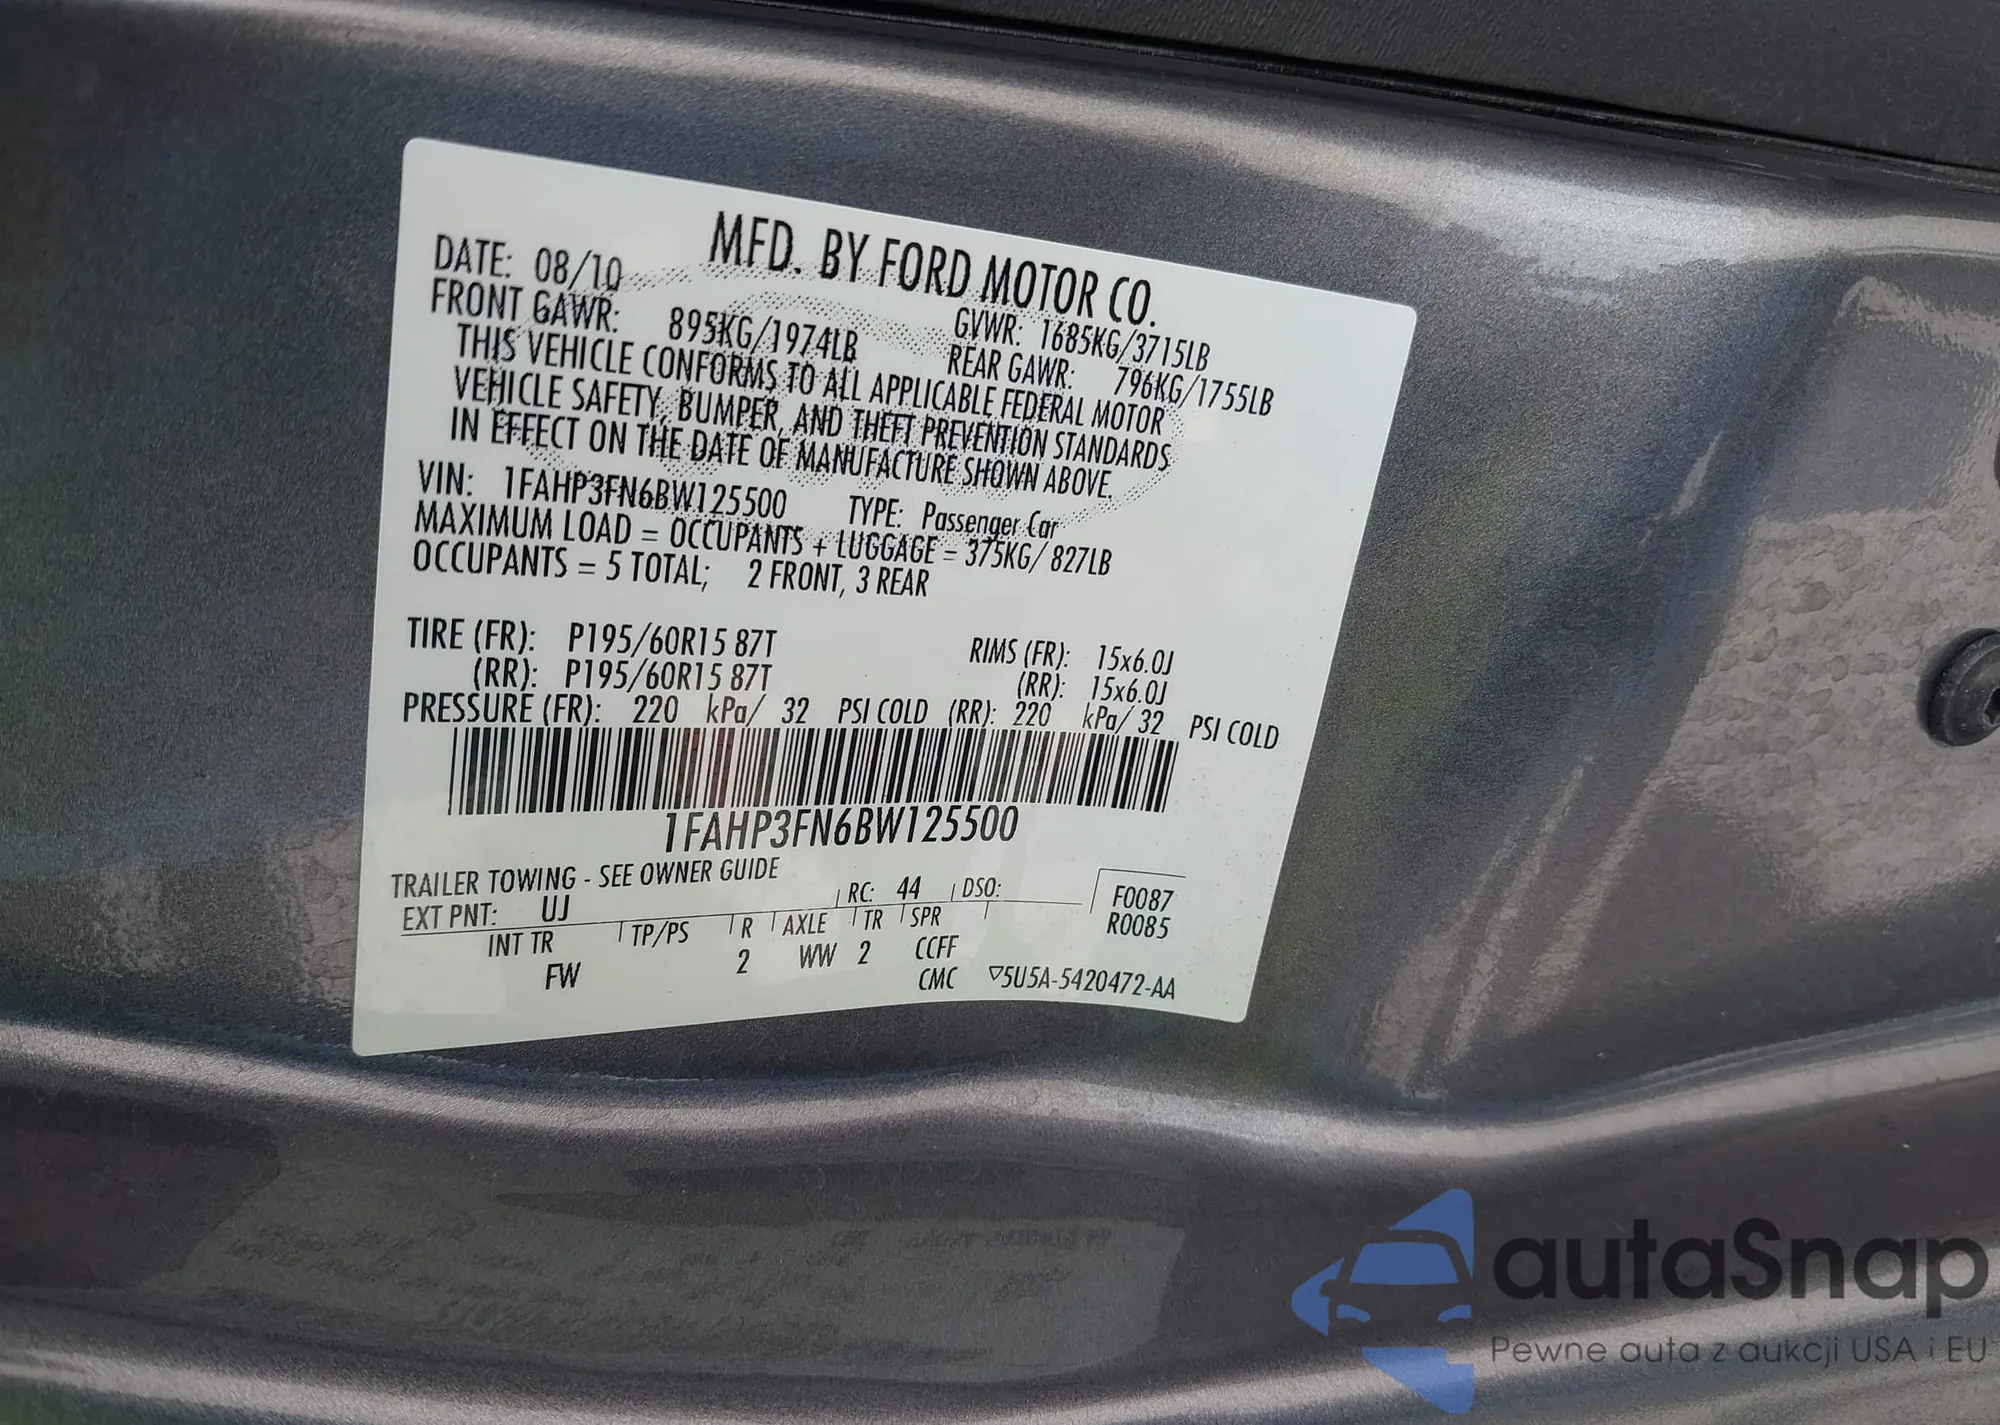 MFD. BY FORD MOTOR CO.
DATE: 08/10 GVWR: 1685KG/3715LB
FRONT GAWR: 895KG/1974LB REAR GAWR: 796KG/1755LB
THIS VEHICLE CONFORMS TO ALL APPLICABLE FEDERAL MOTOR
VEHICLE SAFETY, BUMPER, AND THEFT PREVENTION STANDARDS
IN EFFECT ON THE DATE OF MANUFACTURE SHOWN ABOVE.
VIN: 1FAHP3FN6BW125500 TYPE: Passenger Car
MAXIMUM LOAD = OCCUPANTS + LUGGAGE = 375KG/ 827LB
OCCUPANTS = 5 TOTAL; 2 FRONT, 3 REAR
TIRE (FR): P195/60R15 87T RIMS (FR): 15x6.0J
(RR): P195/60R15 87T (RR): 15x6.0J
PRESSURE (FR): 220 kPa/ 32 PSI COLD (RR): 220 kPa/ 32 PSI COLD
1FAHP3FN6BW125500
TRAILER TOWING - SEE OWNER GUIDE
EXT PNT: UJ RC: 44 DSO: F0087
INT TR TP/PS R AXLE TR SPR R0085
FW 2 WW 2 CCFF
CMC ▽5U5A-5420472-AA
autaSnap
Pewne auta z aukcji USA i EU